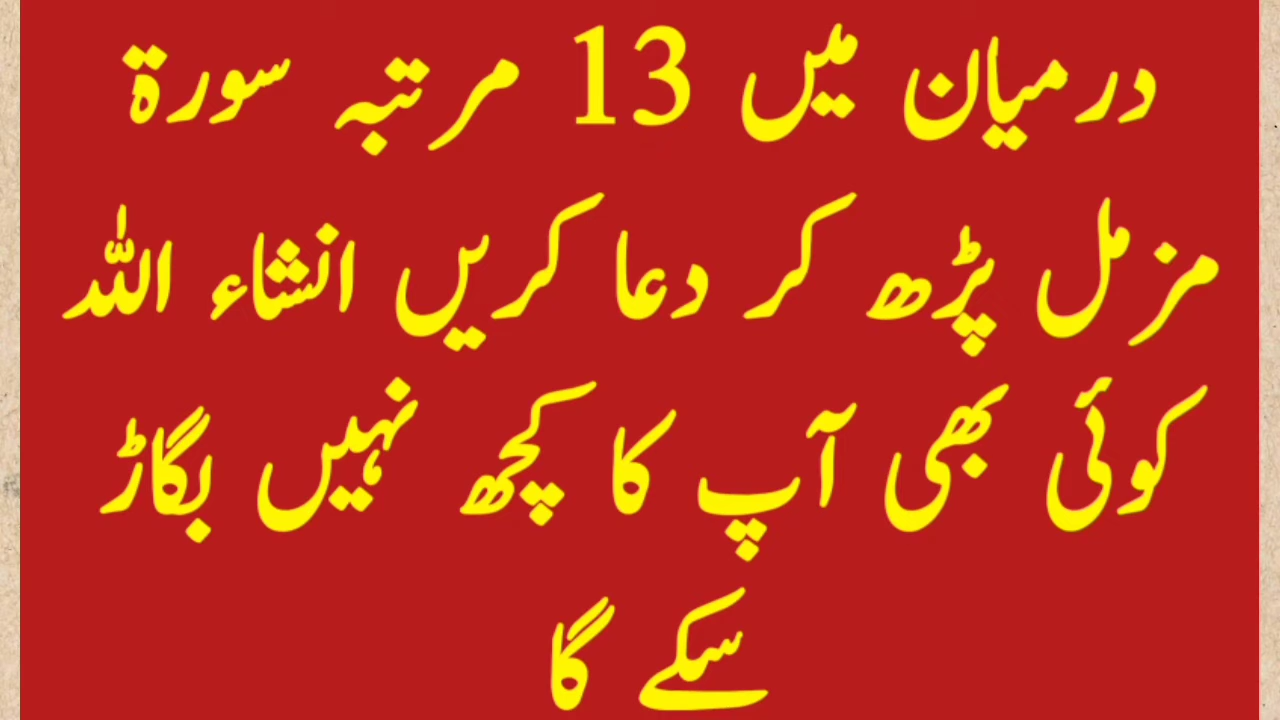 درمیان میں 13 مرتبہ سورۃ
مزمل پڑھ کر دعا کریں انشاء اللہ
کوئی بھی آپ کا کچھ نہیں بگاڑ
سکے گا